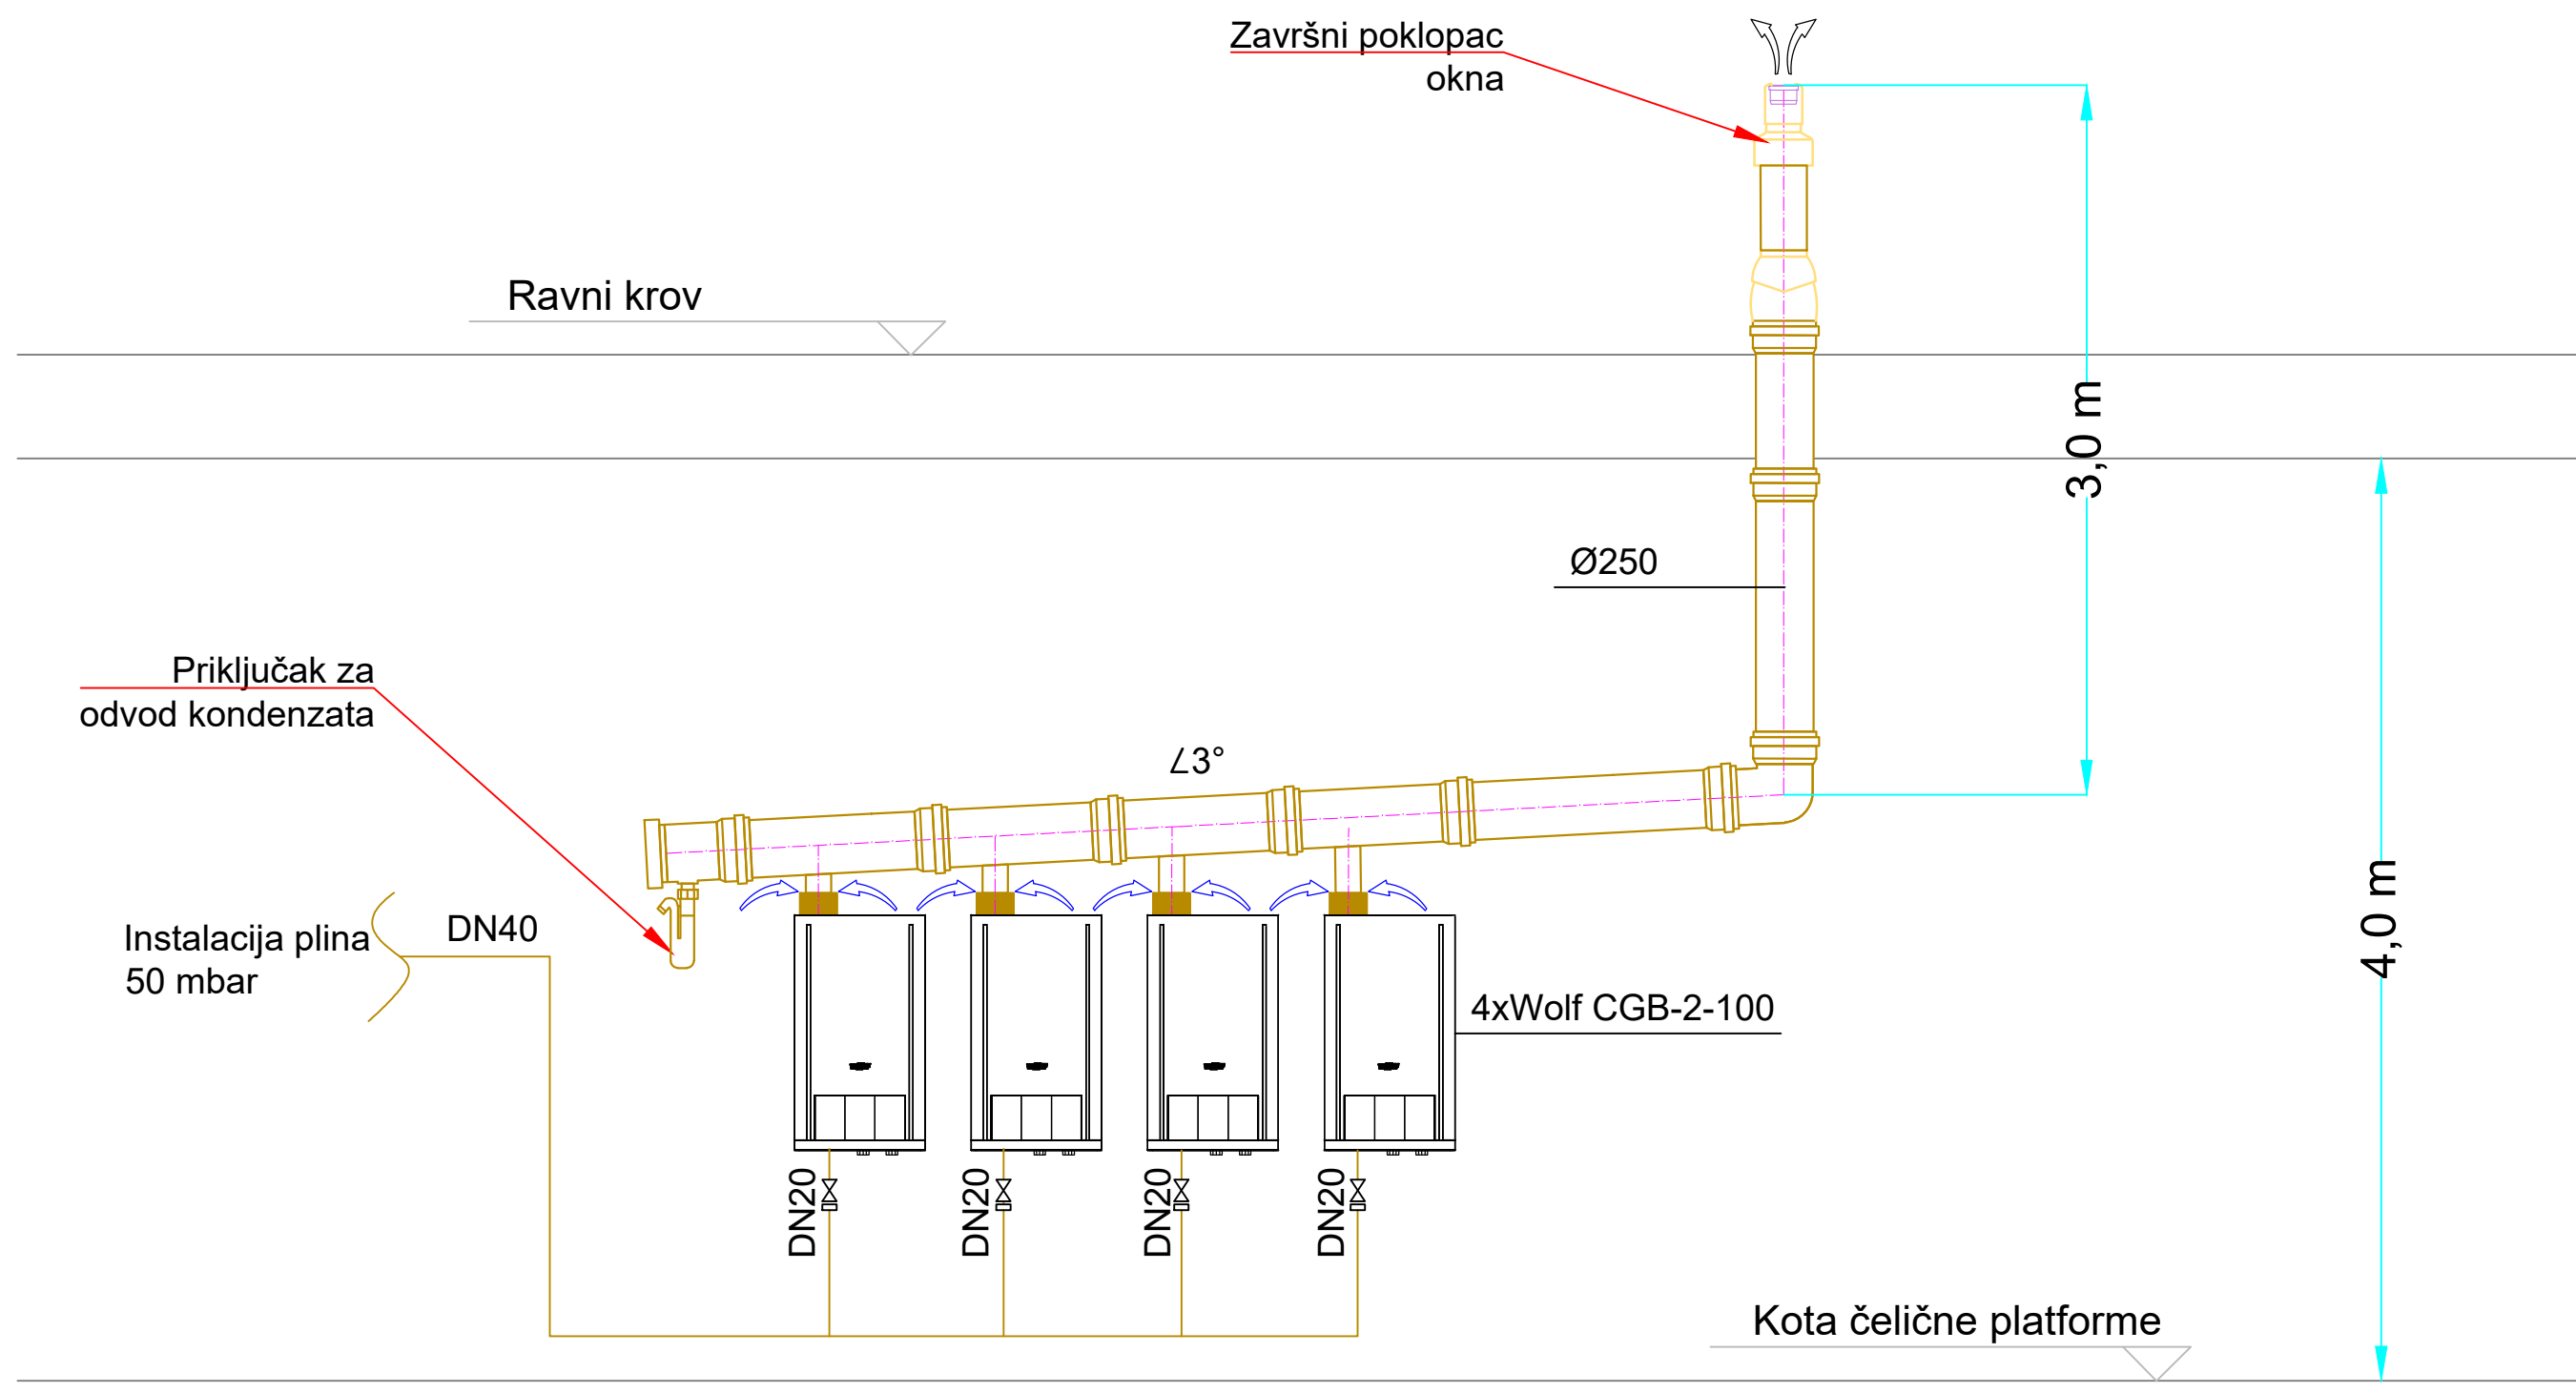 Završni poklopac
okna
Ravni krov
3,0 m
Ø250
Priključak za
odvod kondenzata
∠3°
4,0 m
Instalacija plina
50 mbar
DN40
4xWolf CGB-2-100
DN20
DN20
DN20
DN20
Kota čelične platforme